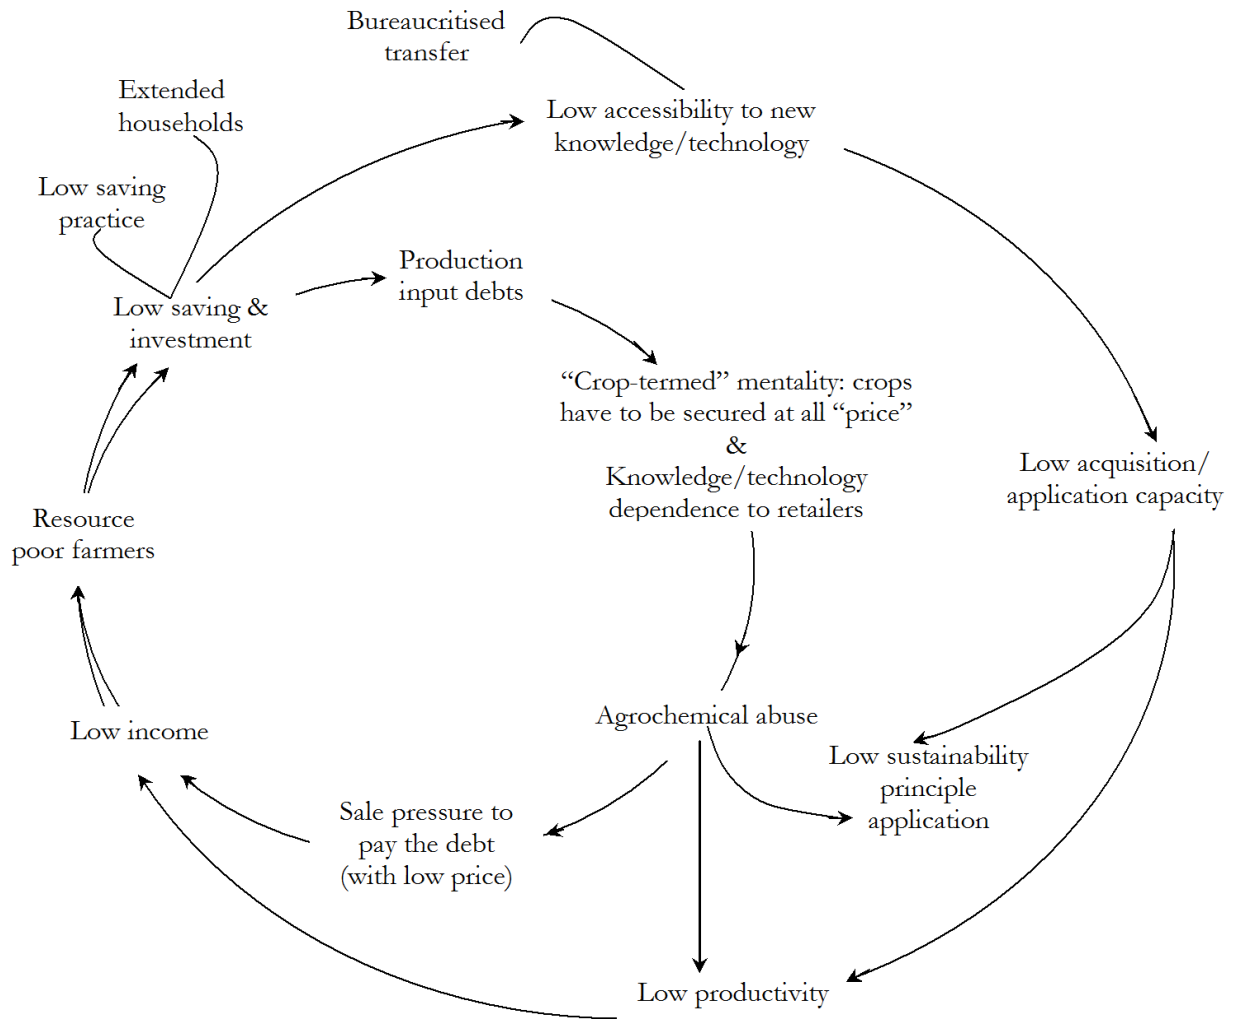 Bureaucritised
transfer
Extended
households
Low accessibility to new
knowledge/technology
Low saving
practice
Production
input debts
Low saving &
investment
“Crop-termed” mentality: crops
have to be secured at all “price”
&
Knowledge/technology
dependence to retailers
Low acquisition/
application capacity
Resource
poor farmers
Low income
Agrochemical abuse
Low sustainability
principle
application
Sale pressure to
pay the debt
(with low price)
Low productivity